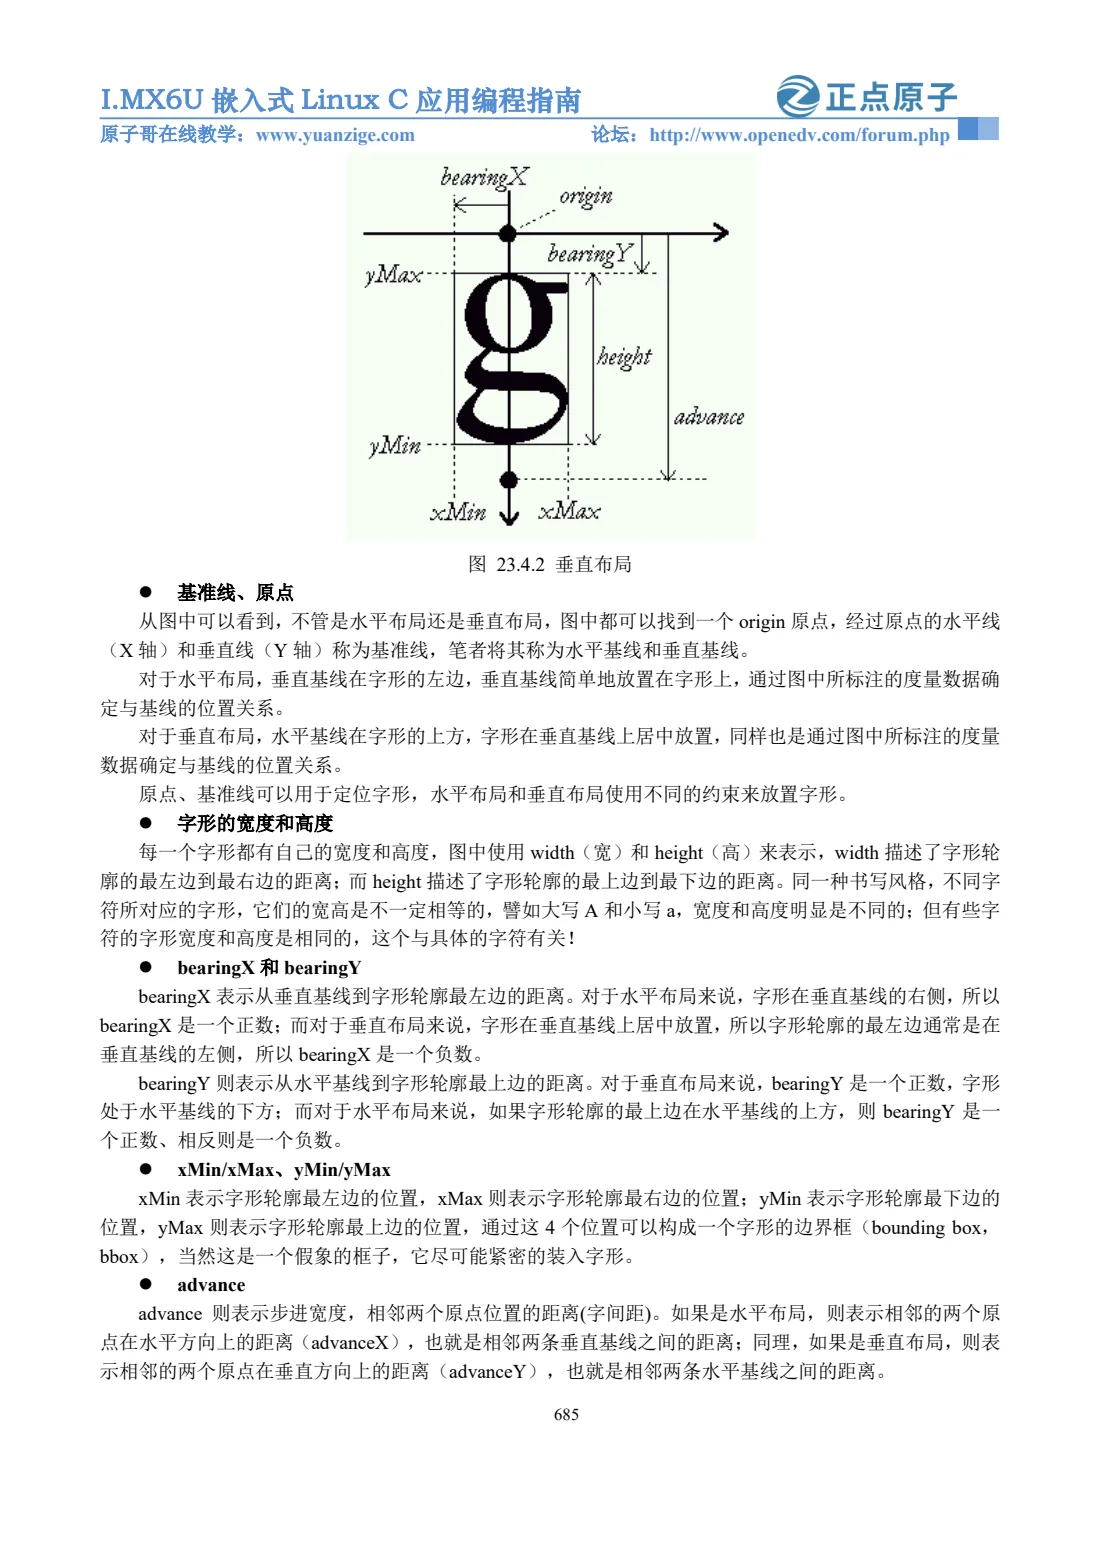 I.MX6U 嵌入式 Linux C 应用编程指南
正点原子
原子哥在线教学：www.yuanzige.com 论坛：http://www.openedv.com/forum.php
bearingX
origin
bearingY
yMax
height
advance
yMin
xMin xMax
图 23.4.2 垂直布局
● 基准线、原点
从图中可以看到，不管是水平布局还是垂直布局，图中都可以找到一个 origin 原点，经过原点的水平线
（X 轴）和垂直线（Y 轴）称为基准线，笔者将其称为水平基线和垂直基线。
对于水平布局，垂直基线在字形的左边，垂直基线简单地放置在字形上，通过图中所标注的度量数据确
定与基线的位置关系。
对于垂直布局，水平基线在字形的上方，字形在垂直基线上居中放置，同样也是通过图中所标注的度量
数据确定与基线的位置关系。
原点、基准线可以用于定位字形，水平布局和垂直布局使用不同的约束来放置字形。
● 字形的宽度和高度
每一个字形都有自己的宽度和高度，图中使用 width（宽）和 height（高）来表示，width 描述了字形轮
廓的最左边到最右边的距离；而 height 描述了字形轮廓的最上边到最下边的距离。同一种书写风格，不同字
符所对应的字形，它们的宽高是不一定相等的，譬如大写 A 和小写 a，宽度和高度明显是不同的；但有些字
符的字形宽度和高度是相同的，这个与具体的字符有关！
● bearingX 和 bearingY
bearingX 表示从垂直基线到字形轮廓最左边的距离。对于水平布局来说，字形在垂直基线的右侧，所以
bearingX 是一个正数；而对于垂直布局来说，字形在垂直基线上居中放置，所以字形轮廓的最左边通常是在
垂直基线的左侧，所以 bearingX 是一个负数。
bearingY 则表示从水平基线到字形轮廓最上边的距离。对于垂直布局来说，bearingY 是一个正数，字形
处于水平基线的下方；而对于水平布局来说，如果字形轮廓的最上边在水平基线的上方，则 bearingY 是一
个正数、相反则是一个负数。
● xMin/xMax、yMin/yMax
xMin 表示字形轮廓最左边的位置，xMax 则表示字形轮廓最右边的位置；yMin 表示字形轮廓最下边的
位置，yMax 则表示字形轮廓最上边的位置，通过这 4 个位置可以构成一个字形的边界框（bounding box，
bbox），当然这是一个假象的框子，它尽可能紧密的装入字形。
● advance
advance 则表示步进宽度，相邻两个原点位置的距离(字间距)。如果是水平布局，则表示相邻的两个原
点在水平方向上的距离（advanceX），也就是相邻两条垂直基线之间的距离；同理，如果是垂直布局，则表
示相邻的两个原点在垂直方向上的距离（advanceY），也就是相邻两条水平基线之间的距离。
685